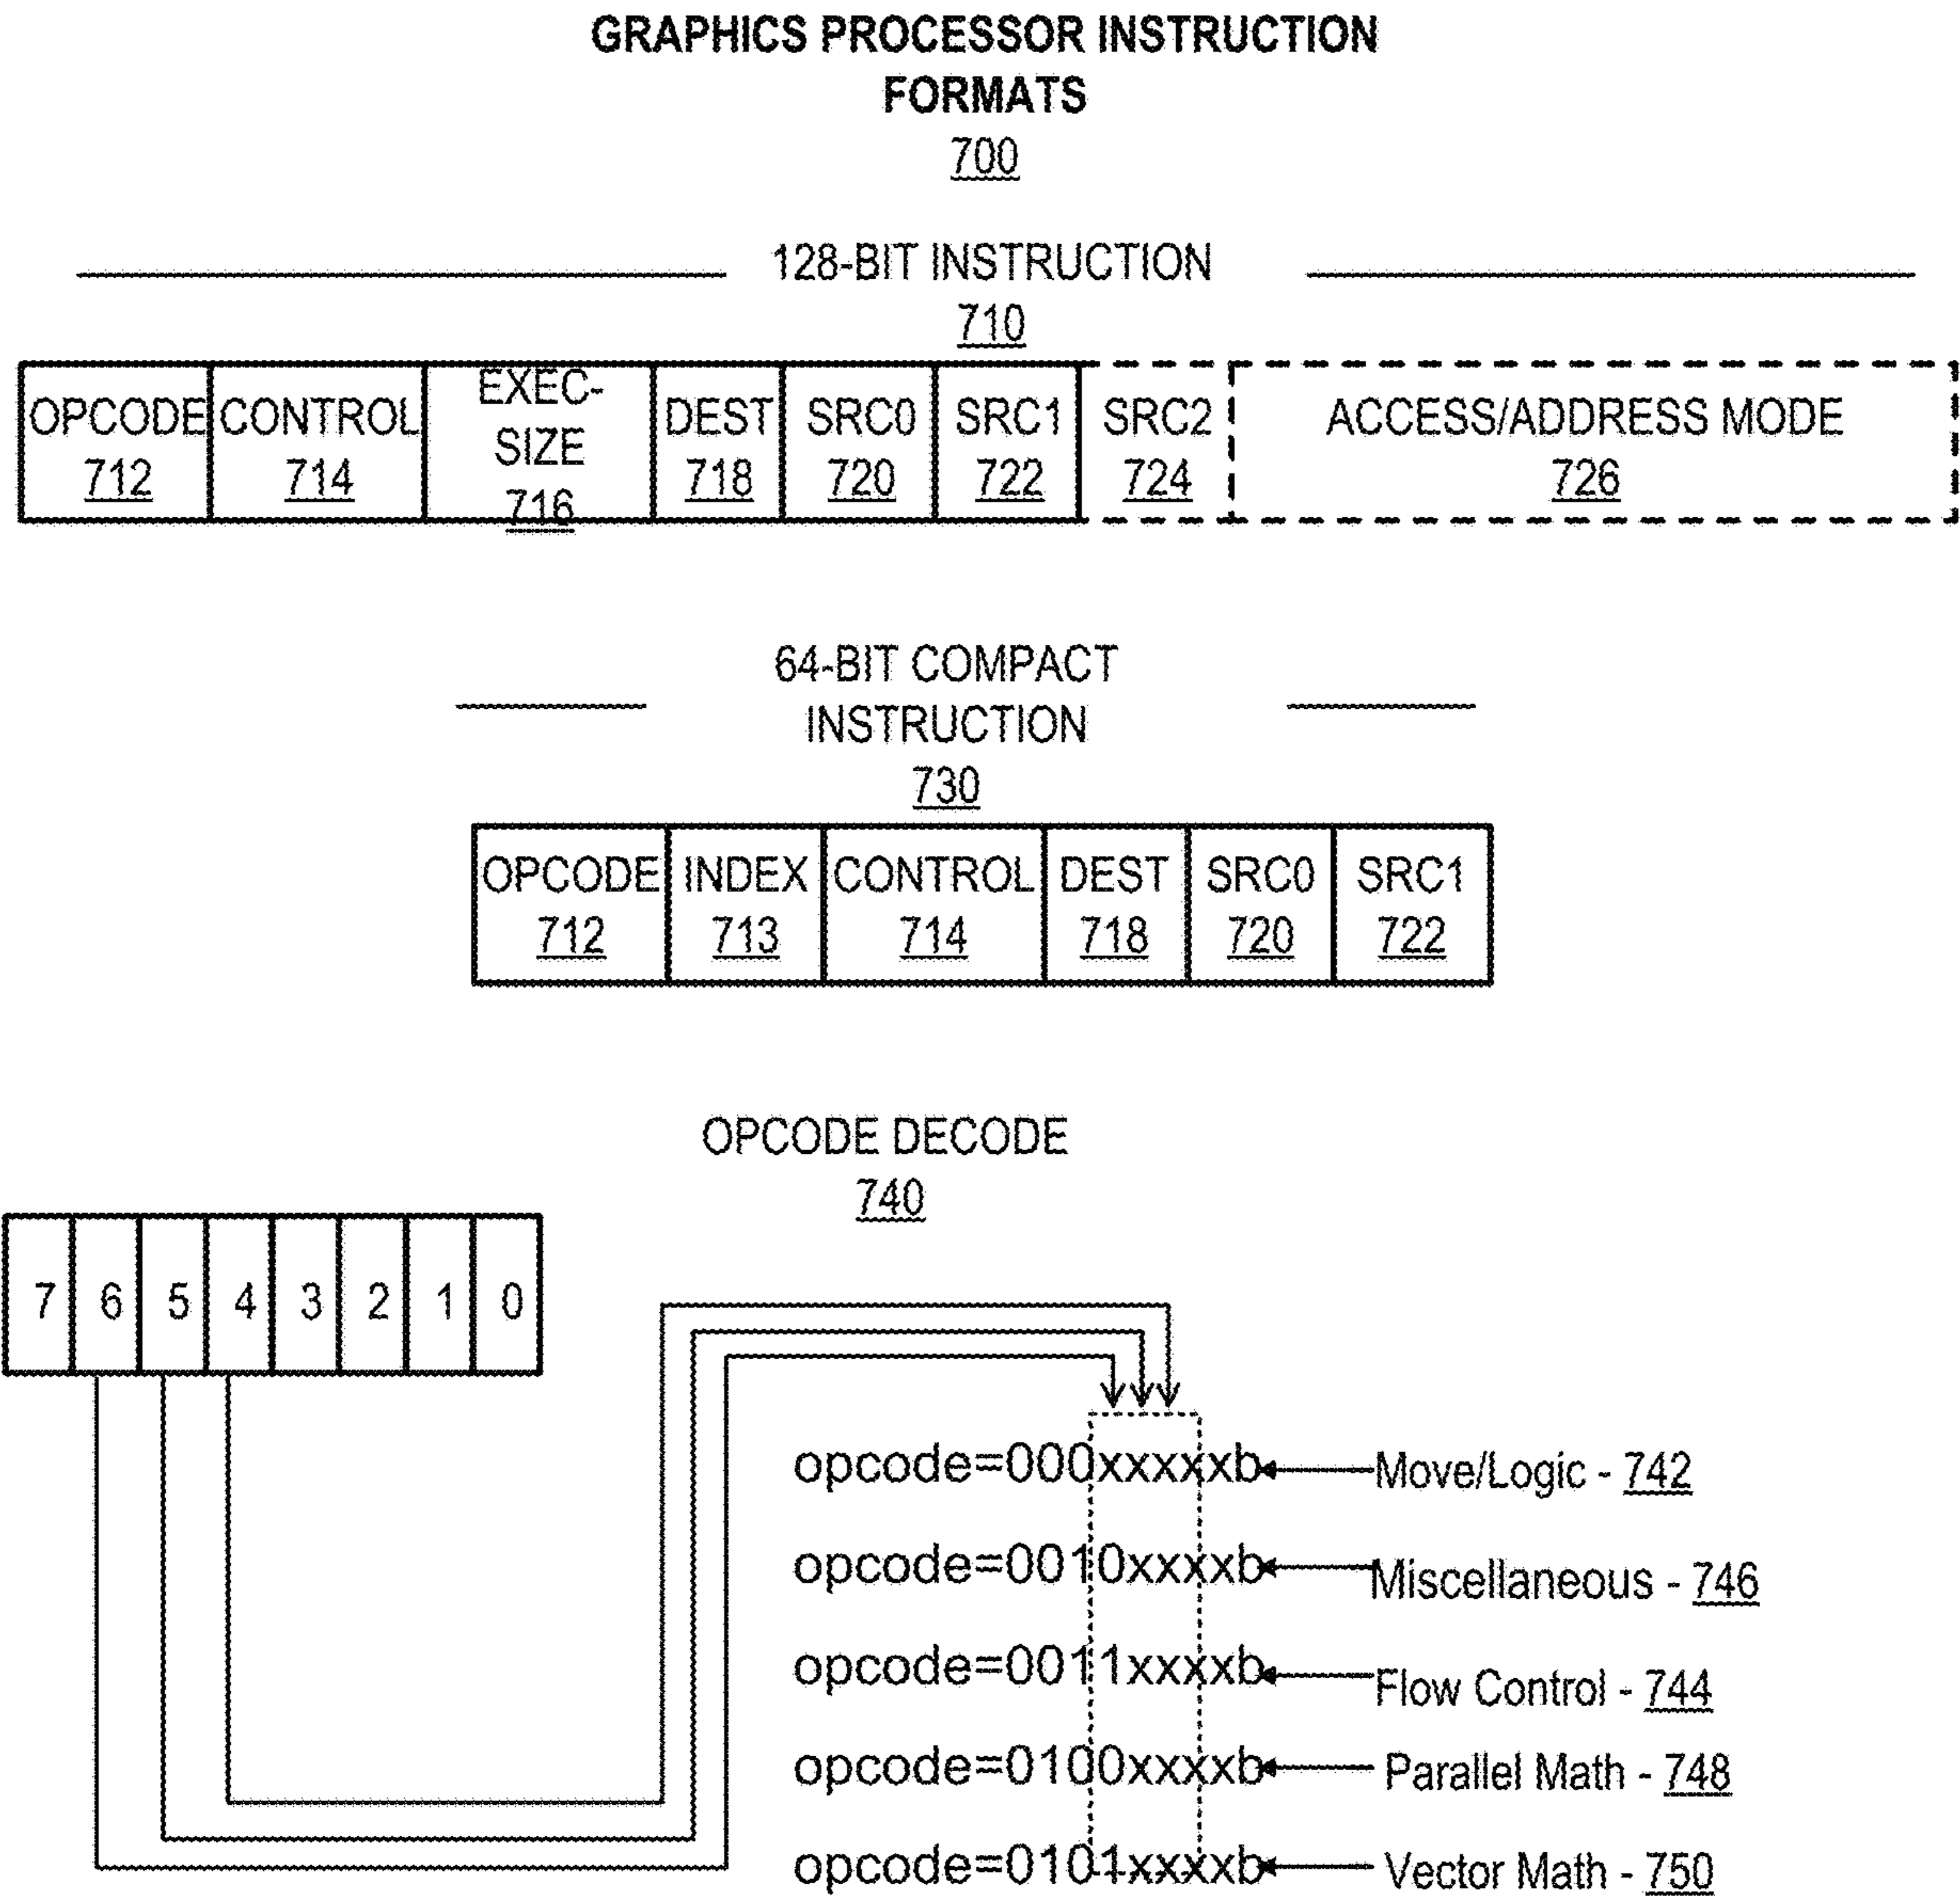 GRAPHICS PROCESSOR INSTRUCTION
FORMATS
700
128-BIT INSTRUCTION
710
OPCODE CONTROL EXEC-SIZE DEST SRC0 SRC1 SRC2 ACCESS/ADDRESS MODE
712 714 716 718 720 722 724 726
64-BIT COMPACT
INSTRUCTION
730
OPCODE INDEX CONTROL DEST SRC0 SRC1
712 713 714 718 720 722
OPCODE DECODE
740
7 6 5 4 3 2 1 0
opcode=000xxxxxb Move/Logic - 742
opcode=0010xxxxb Miscellaneous - 746
opcode=0011xxxxb Flow Control - 744
opcode=0100xxxxb Parallel Math - 748
opcode=0101xxxxb Vector Math - 750